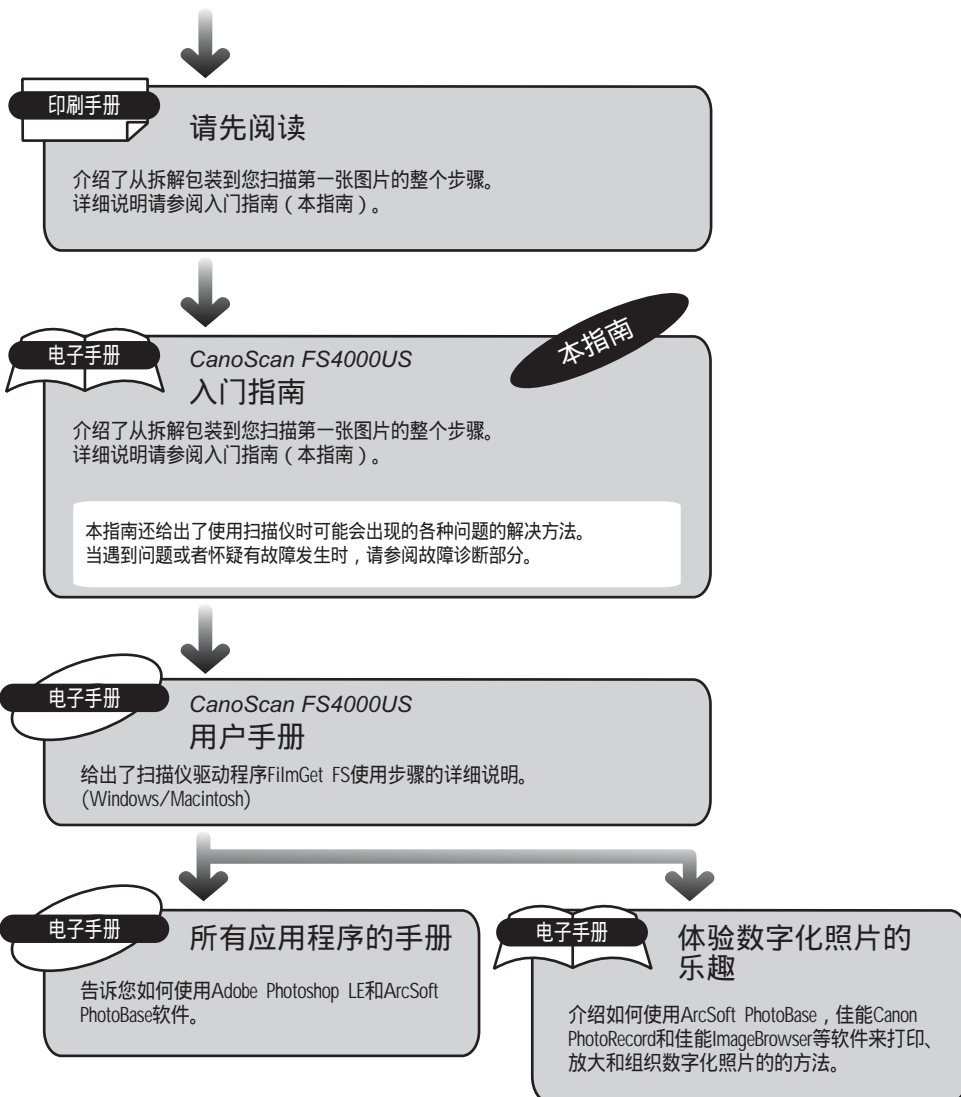 印刷手册
请先阅读
介绍了从拆解包装到您扫描第一张图片的整个步骤。
详细说明请参阅入门指南（本指南）。
本指南
电子手册
CanoScan FS4000US
入门指南
介绍了从拆解包装到您扫描第一张图片的整个步骤。
详细说明请参阅入门指南（本指南）。
本指南还给出了使用扫描仪时可能会出现的各种问题的解决方法。
当遇到问题或者怀疑有故障发生时，请参阅故障诊断部分。
电子手册
CanoScan FS4000US
用户手册
给出了扫描仪驱动程序FilmGet FS使用步骤的详细说明。
(Windows/Macintosh)
电子手册
所有应用程序的手册
告诉您如何使用Adobe Photoshop LE和ArcSoft
PhotoBase软件。
电子手册
体验数字化照片的
乐趣
介绍如何使用ArcSoft PhotoBase，佳能Canon
PhotoRecord和佳能ImageBrowser等软件来打印、
放大和组织数字化照片的的方法。